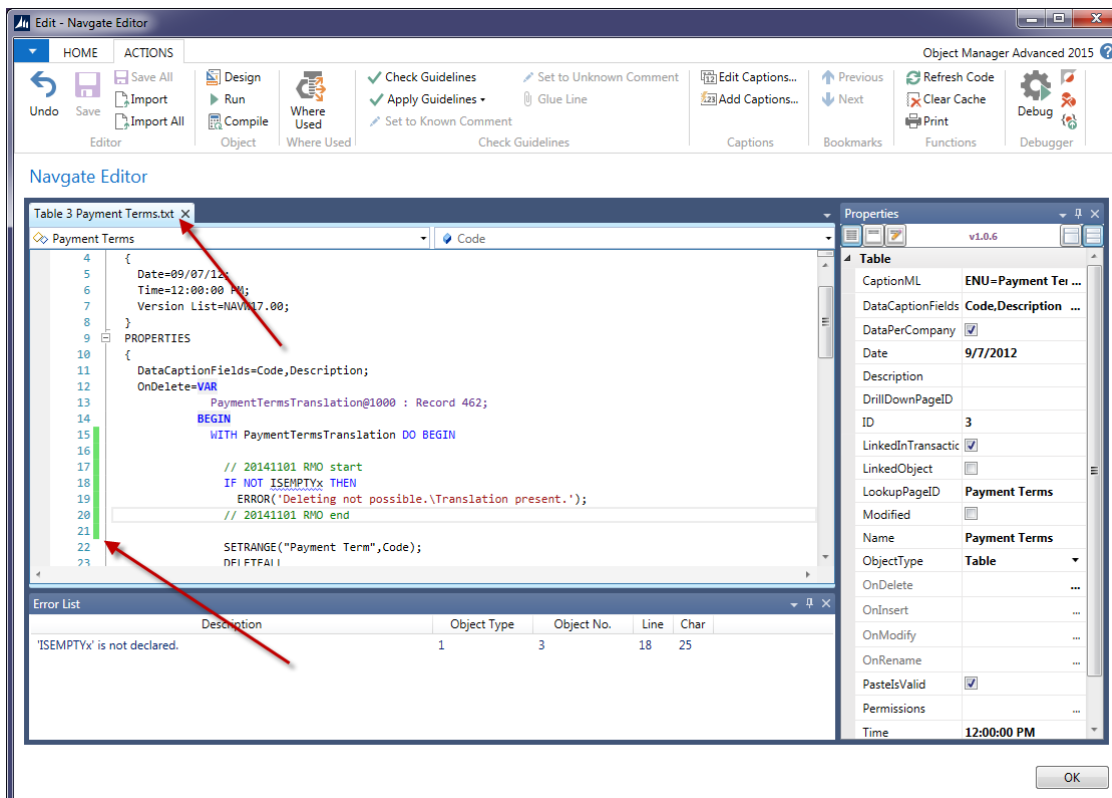 Edit - Navgate Editor
HOME ACTIONS Object Manager Advanced 2015
Undo
Save
Save All
Import
Import All
Editor
Design
Run
Compile
Object
Where Used
Where Used
Check Guidelines
Apply Guidelines
Set to Known Comment
Set to Unknown Comment
Glue Line
Check Guidelines
Edit Captions...
Add Captions...
Captions
Previous
Next
Bookmarks
Refresh Code
Clear Cache
Print
Functions
Debug
Debugger
Navgate Editor
Table 3 Payment Terms.txt
Payment Terms Code
4 {
5 Date=09/07/12;
6 Time=12:00:00 PM;
7 Version List=NAVW17.00;
8 }
9 PROPERTIES
10 {
11 DataCaptionFields=Code,Description;
12 OnDelete=VAR
13 PaymentTermsTranslation@1000 : Record 462;
14 BEGIN
15 WITH PaymentTermsTranslation DO BEGIN
16
17 // 20141101 RMO start
18 IF NOT ISEMPTYx THEN
19 ERROR('Deleting not possible.\Translation present.');
20 // 20141101 RMO end
21
22 SETRANGE("Payment Term",Code);
23 DELETEALL
Properties
v1.0.6
Table
CaptionML ENU=Payment Ter ...
DataCaptionFields Code,Description ...
DataPerCompany
Date 9/7/2012
Description
DrillDownPageID
ID 3
LinkedInTransactic
LinkedObject
LookupPageID Payment Terms
Modified
Name Payment Terms
ObjectType Table
OnDelete ...
OnInsert ...
OnModify ...
OnRename ...
PasteIsValid
Permissions ...
Time 12:00:00 PM
Error List
Description Object Type Object No. Line Char
'ISEMPTYx' is not declared. 1 3 18 25
OK